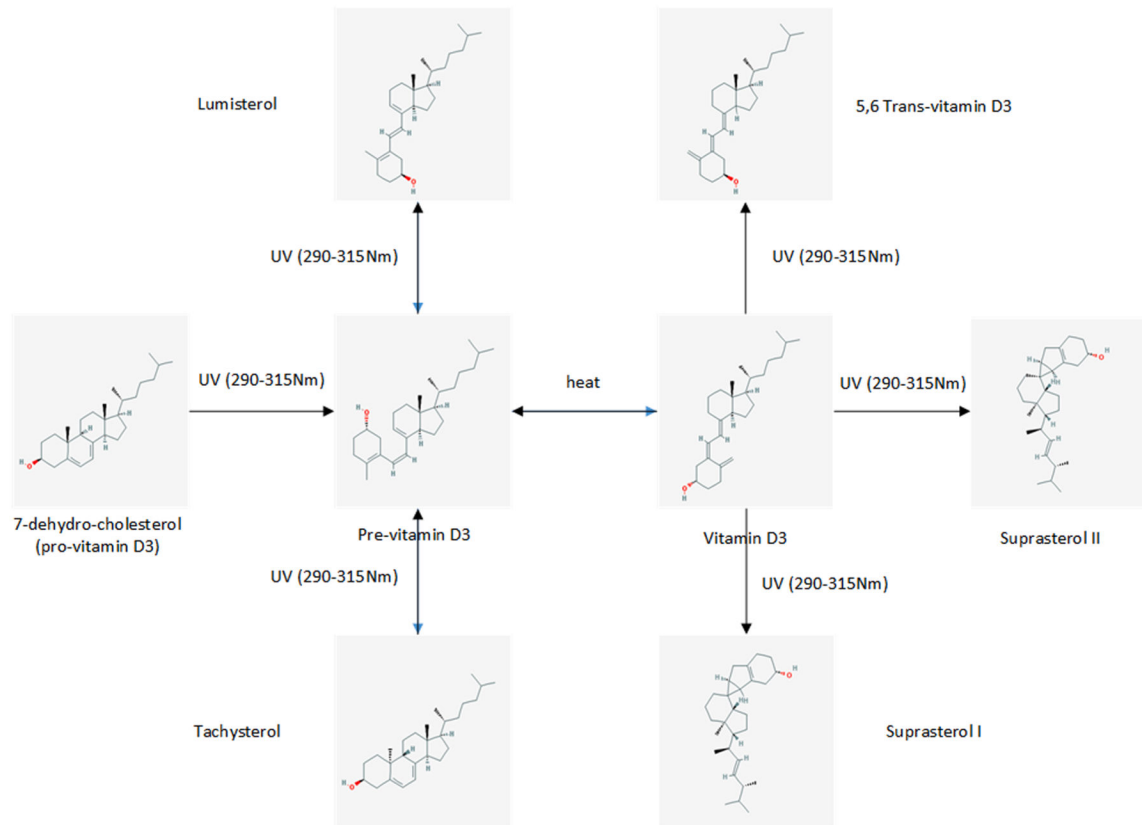 Lumisterol
5,6 Trans-vitamin D3
UV (290-315Nm)
UV (290-315Nm)
UV (290-315Nm)
heat
UV (290-315Nm)
7-dehydro-cholesterol
(pro-vitamin D3)
Pre-vitamin D3
Vitamin D3
Suprasterol II
UV (290-315Nm)
UV (290-315Nm)
Tachysterol
Suprasterol I